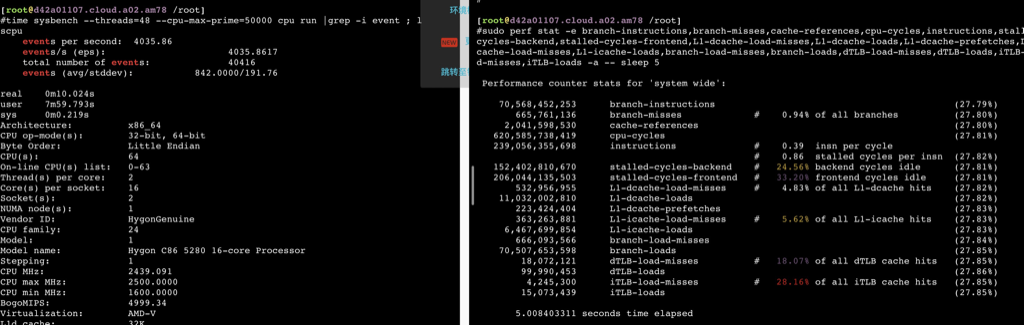 [root@d42a01107.cloud.a02.am78 /root]
#time sysbench --threads=48 --cpu-max-prime=50000 cpu run |grep -i event ; l
scpu
events per second:  4035.86
events/s (eps):                      4035.8617
total number of events:              40416
events (avg/stddev):           842.0000/191.76
real    0m10.024s
user    7m59.793s
sys     0m0.219s
Architecture:          x86_64
CPU op-mode(s):        32-bit, 64-bit
Byte Order:            Little Endian
CPU(s):                64
On-line CPU(s) list:   0-63
Thread(s) per core:    2
Core(s) per socket:    16
Socket(s):             2
NUMA node(s):          1
Vendor ID:             HygonGenuine
CPU family:            24
Model:                 1
Model name:            Hygon C86 5280 16-core Processor
Stepping:              1
CPU MHz:               2439.091
CPU max MHz:           2500.0000
CPU min MHz:           1600.0000
BogoMIPS:              4999.34
Virtualization:        AMD-V
L1d cache:             32K
环境
NEW
跳转至
[root@d42a01107.cloud.a02.am78 /root]
#sudo perf stat -e branch-instructions,branch-misses,cache-references,cpu-cycles,instructions,stal
cycles-backend,stalled-cycles-frontend,L1-dcache-load-misses,L1-dcache-loads,L1-dcache-prefetches,L
cache-load-misses,L1-icache-loads,branch-load-misses,branch-loads,dTLB-load-misses,dTLB-loads,iTLB-
d-misses,iTLB-loads -a -- sleep 5
Performance counter stats for 'system wide':
70,568,452,253      branch-instructions                                           (27.79%)
665,761,136      branch-misses             #    0.94% of all branches          (27.80%)
2,041,598,530      cache-references                                              (27.80%)
620,585,738,419      cpu-cycles                                                    (27.81%)
239,056,355,698      instructions              #    0.39  insn per cycle
#    0.86  stalled cycles per insn  (27.82%)
152,402,810,670      stalled-cycles-backend    #   24.56% backend cycles idle      (27.81%)
206,044,135,503      stalled-cycles-frontend   #   33.20% frontend cycles idle     (27.81%)
532,956,955      L1-dcache-load-misses     #    4.83% of all L1-dcache hits    (27.82%)
11,032,002,810      L1-dcache-loads                                               (27.82%)
223,424,404      L1-dcache-prefetches                                          (27.83%)
363,263,881      L1-icache-load-misses     #    5.62% of all L1-icache hits    (27.83%)
6,467,699,854      L1-icache-loads                                               (27.83%)
666,093,566      branch-load-misses                                            (27.84%)
70,507,653,598      branch-loads                                                  (27.85%)
18,072,121      dTLB-load-misses          #   18.07% of all dTLB cache hits   (27.85%)
99,990,453      dTLB-loads                                                    (27.86%)
4,245,300      iTLB-load-misses          #   28.16% of all iTLB cache hits   (27.85%)
15,073,439      iTLB-loads                                                    (27.85%)
5.008403311 seconds time elapsed